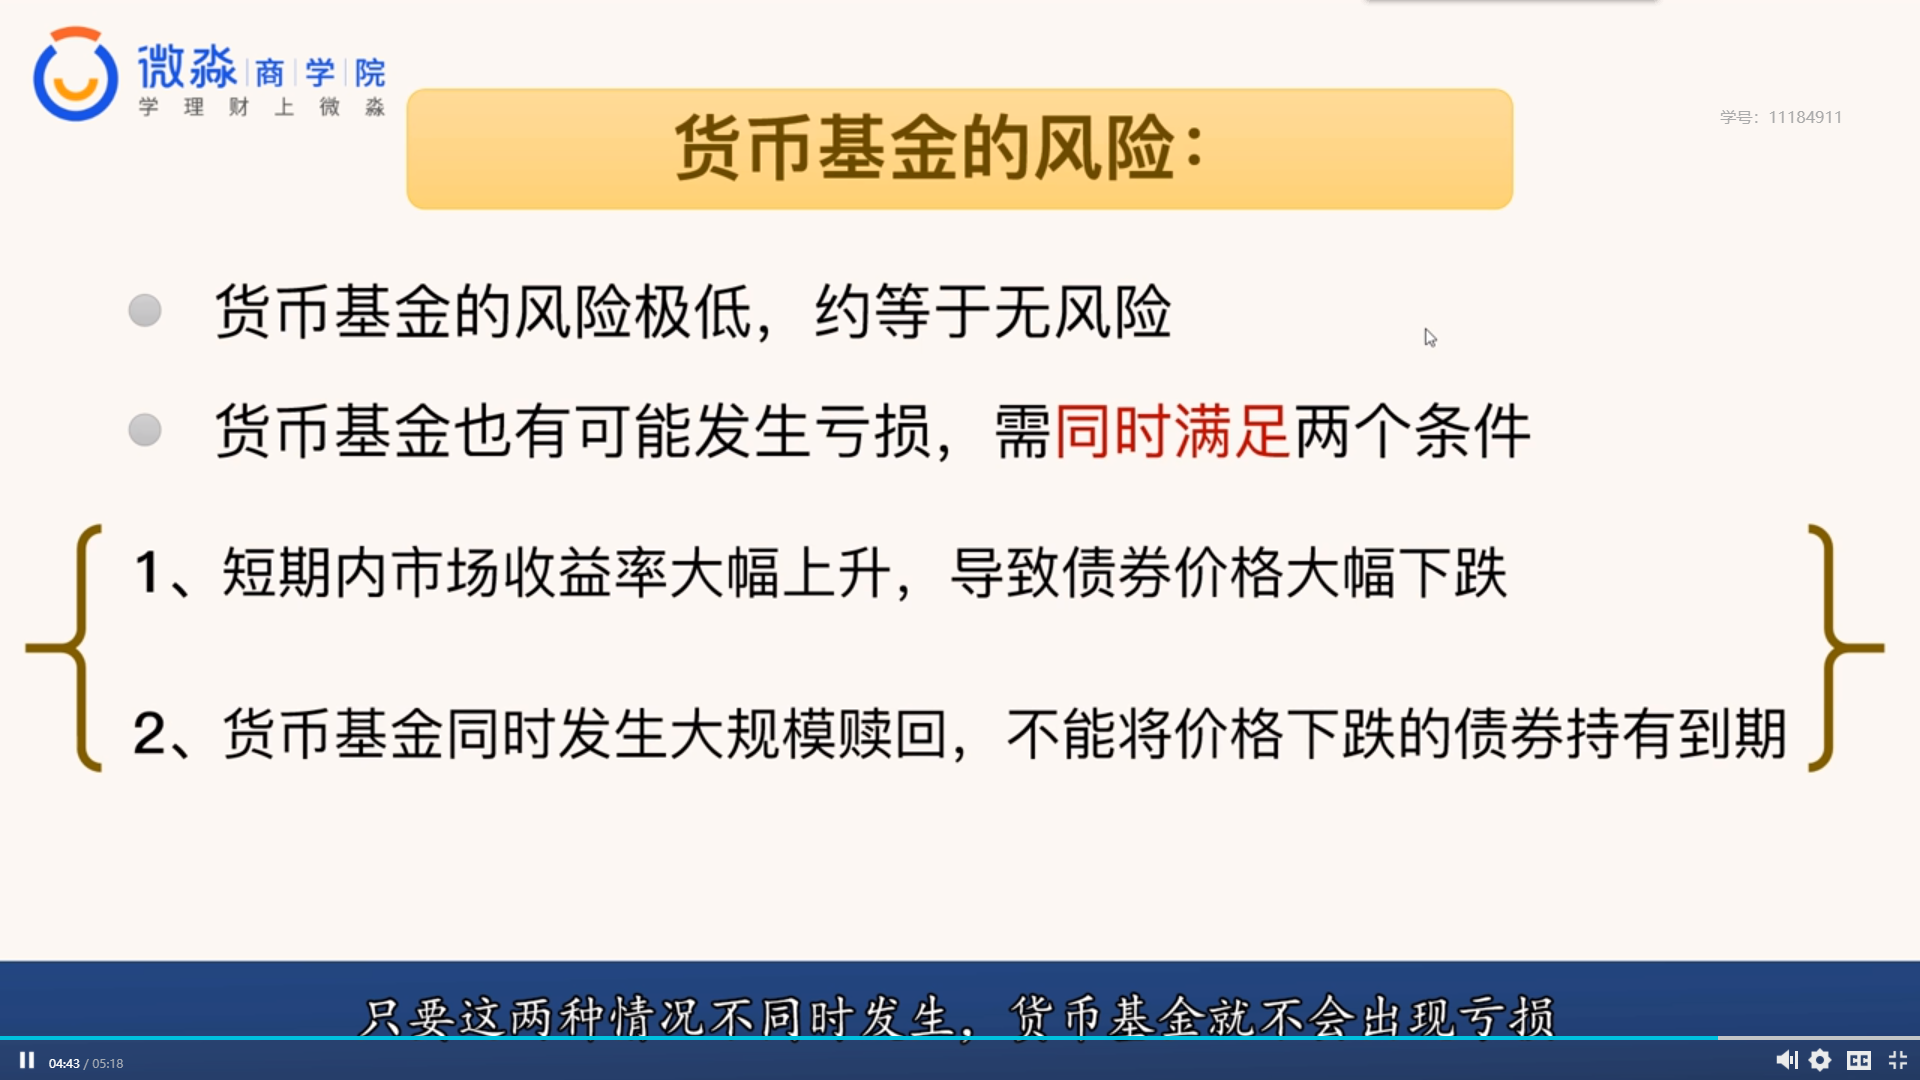 微淼商学院
学理财上微淼
货币基金的风险：
学号：11184911
货币基金的风险极低，约等于无风险
货币基金也有可能发生亏损，需同时满足两个条件
1、短期内市场收益率大幅上升，导致债券价格大幅下跌
2、货币基金同时发生大规模赎回，不能将价格下跌的债券持有到期
只要这两种情况不同时发生，货币基金就不会出现亏损
04:43 / 05:18
CC